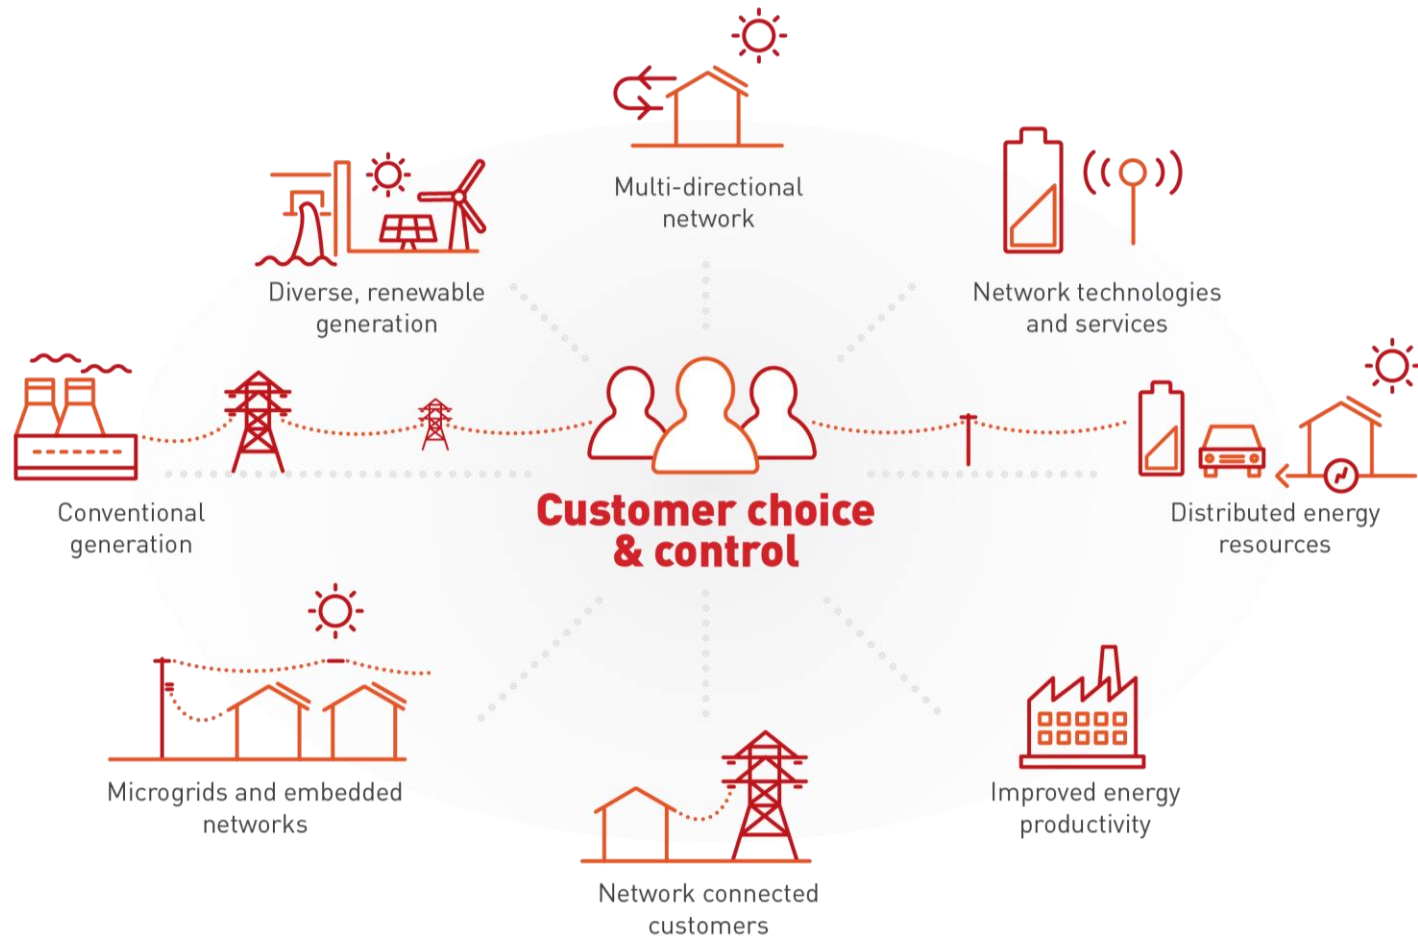 Multi-directional
network
Diverse, renewable
generation
Network technologies
and services
Conventional
generation
Customer choice
& control
Distributed energy
resources
Microgrids and embedded
networks
Improved energy
productivity
Network connected
customers